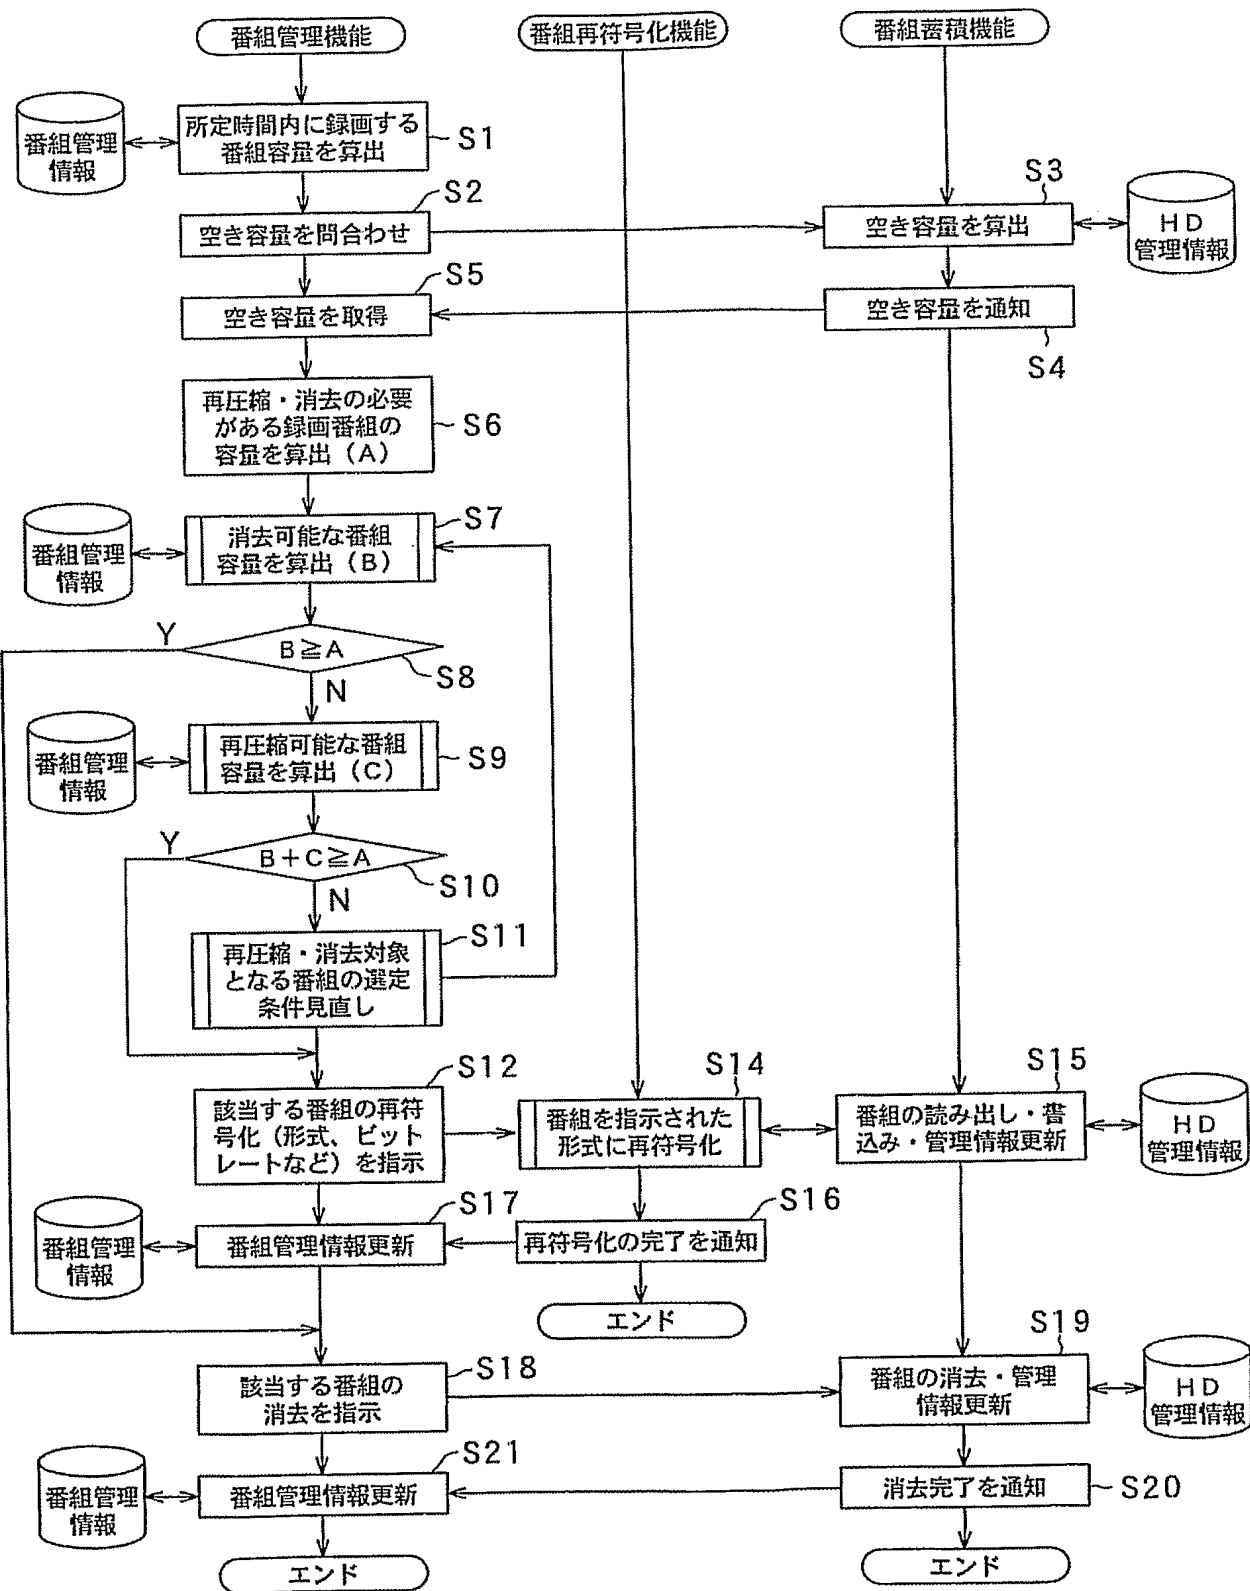 番組管理機能
番組再符号化機能
番組蓄積機能
番組管理
情報
所定時間内に録画する
番組容量を算出
S1
S2
空き容量を問合わせ
S3
空き容量を算出
HD
管理情報
S5
空き容量を取得
空き容量を通知
S4
再圧縮・消去の必要
がある録画番組の
容量を算出（A）
S6
番組管理
情報
消去可能な番組
容量を算出（B）
S7
Y
B≧A
S8
N
番組管理
情報
再圧縮可能な番組
容量を算出（C）
S9
Y
B+C≧A
S10
N
再圧縮・消去対象
となる番組の選定
条件見直し
S11
S12
該当する番組の再符
号化（形式、ビット
レートなど）を指示
S14
番組を指示された
形式に再符号化
S15
番組の読み出し・書
込み・管理情報更新
HD
管理情報
番組管理
情報
S17
番組管理情報更新
S16
再符号化の完了を通知
エンド
S18
該当する番組の
消去を指示
S19
番組の消去・管理
情報更新
HD
管理情報
番組管理
情報
S21
番組管理情報更新
消去完了を通知
S20
エンド
エンド